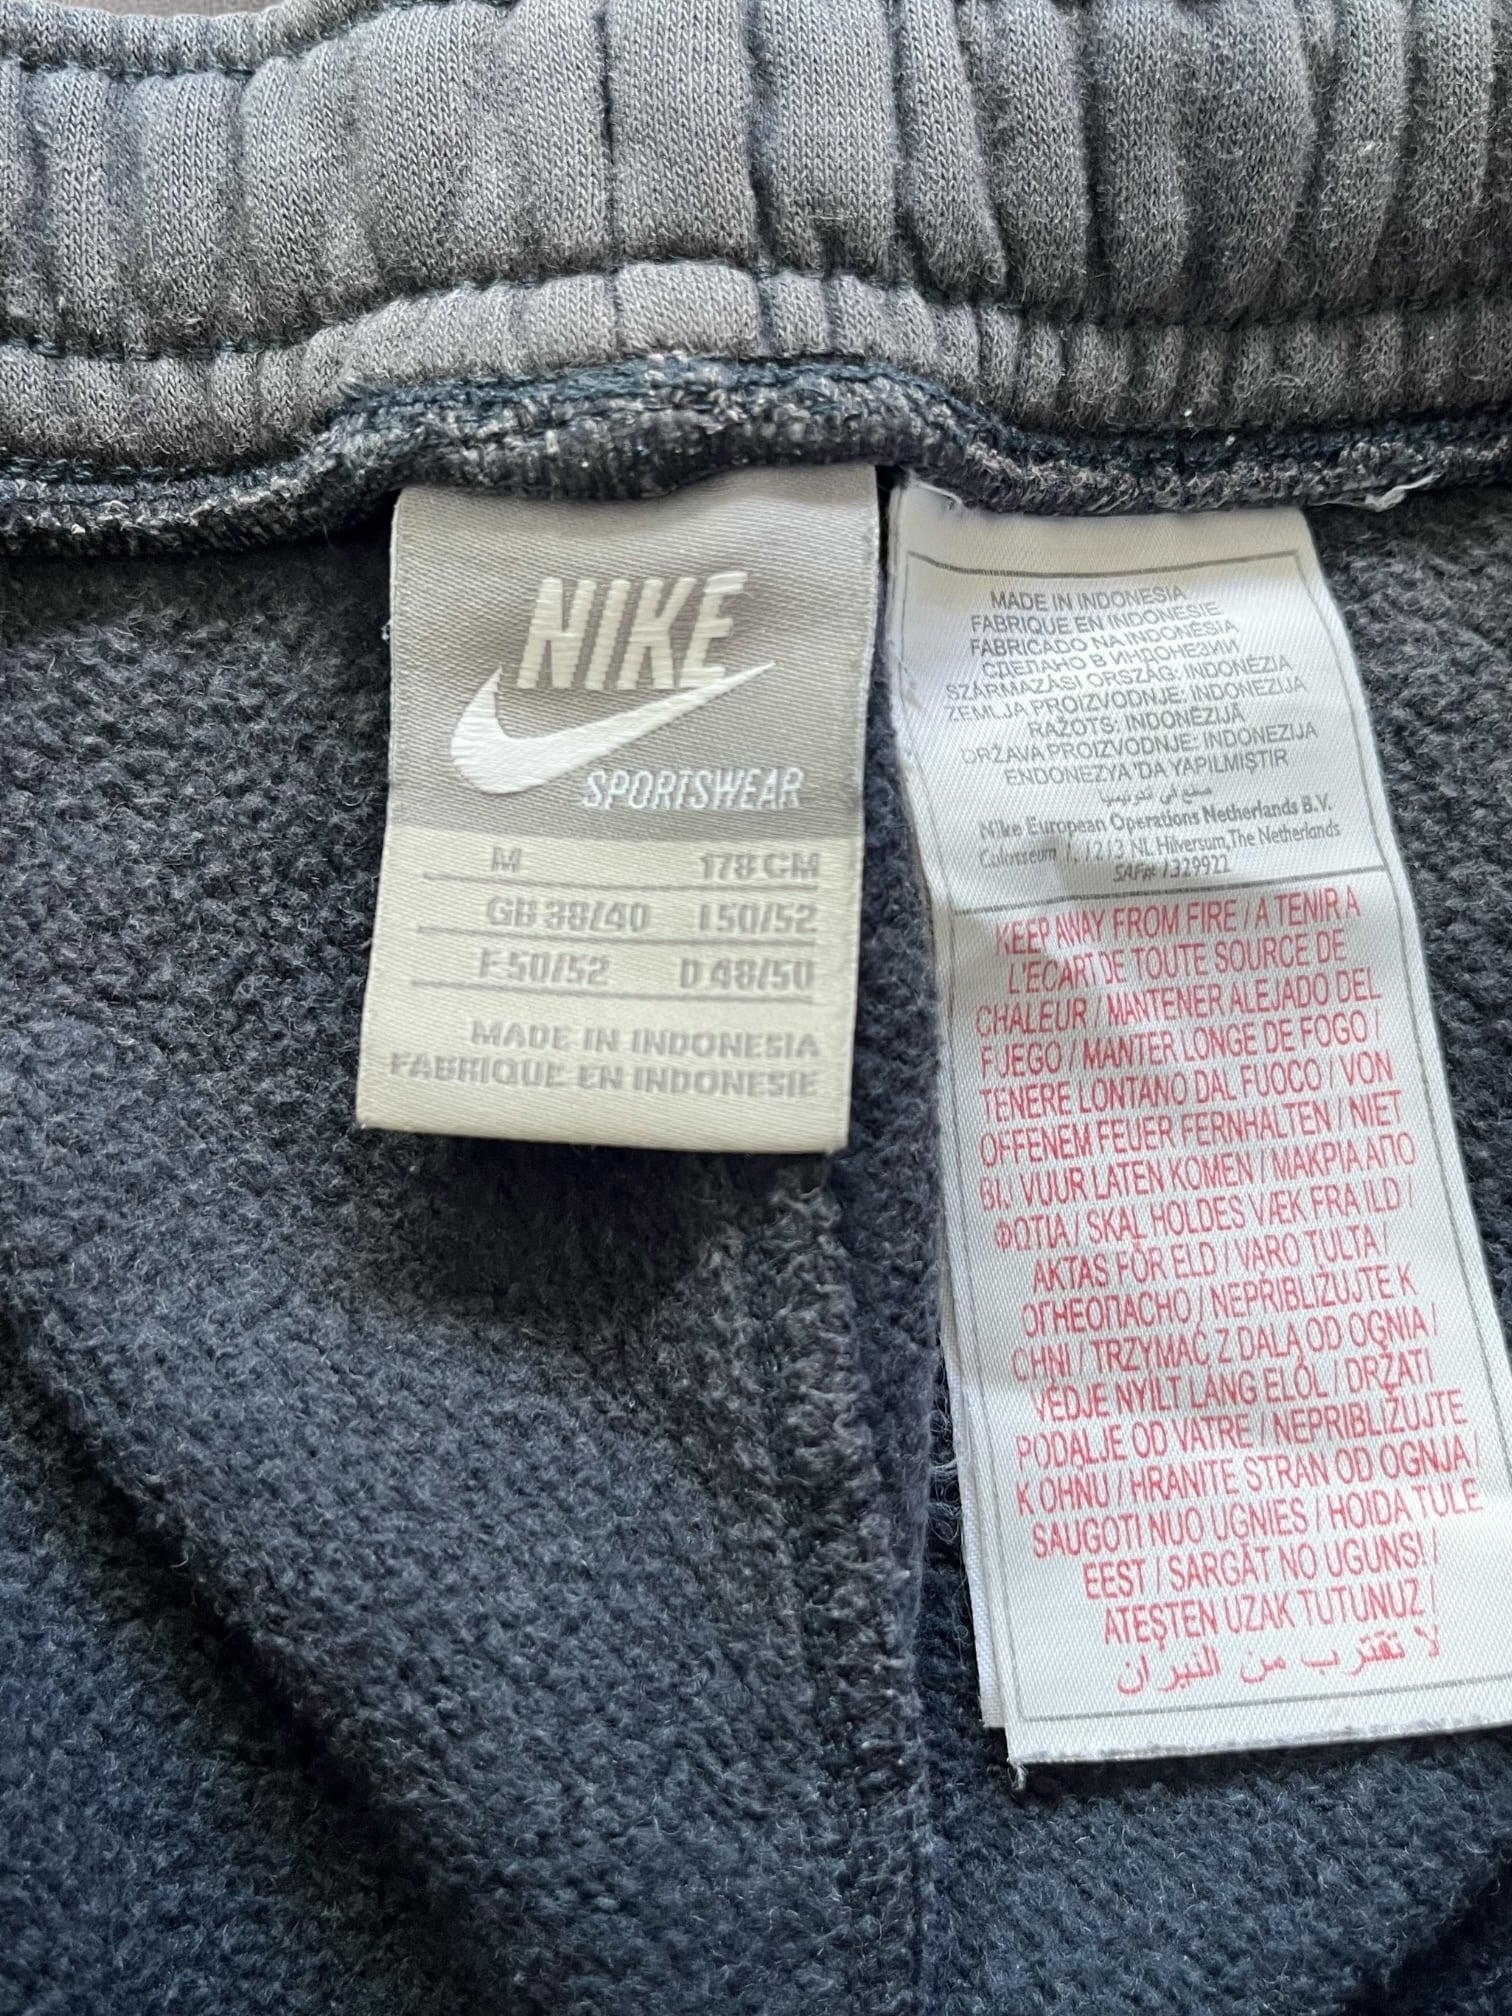 NIKE
SPORTSWEAR
M 178 CM
GB 38/40 I 50/52
F 50/52 D 48/50
MADE IN INDONESIA
FABRIQUE EN INDONESIE
MADE IN INDONESIA
FABRIQUE EN INDONESIE
FABRICADO NA INDONÉSIA
СДЕЛАНО В ИНДОНЕЗИИ
SZÁRMAZÁSI ORSZÁG: INDONÉZIA
ZEMLJA PROIZVODNJE: INDONEZIJA
RAŽOTS: INDONĒZIJĀ
DRŽAVA PROIZVODNJE: INDONEZIJA
ENDONEZYA'DA YAPILMIŞTIR
صنع في اندونيسيا
Nike European Operations Netherlands B.V.
Colosseum 1, 1213 NL Hilversum, The Netherlands
SAF# 1329922
KEEP AWAY FROM FIRE / A TENIR A
L'ECART DE TOUTE SOURCE DE
CHALEUR / MANTENER ALEJADO DEL
FUEGO / MANTER LONGE DE FOGO /
TENERE LONTANO DAL FUOCO / VON
OFFENEM FEUER FERNHALTEN / NIET
BIJ VUUR LATEN KOMEN / ΜΑΚΡΙΑ ΑΠΟ
ΦΩΤΙΑ / SKAL HOLDES VÆK FRA ILD /
AKTAS FÖR ELD / VARO TULTA /
ОГНЕОПАСНО / NEPŘIBLIŽUJTE K
OHNI / TRZYMAĆ Z DALA OD OGNIA /
VÉDJE NYÍLT LÁNG ELŐL / DRŽATI
PODALJE OD VATRE / NEPRIBLIŽUJTE
K OHNU / HRANITE STRAN OD OGNJA /
SAUGOTI NUO UGNIES / HOIDA TULE
EEST / SARGĀT NO UGUNS! /
ATEŞTEN UZAK TUTUNUZ /
لا تقترب من النيران